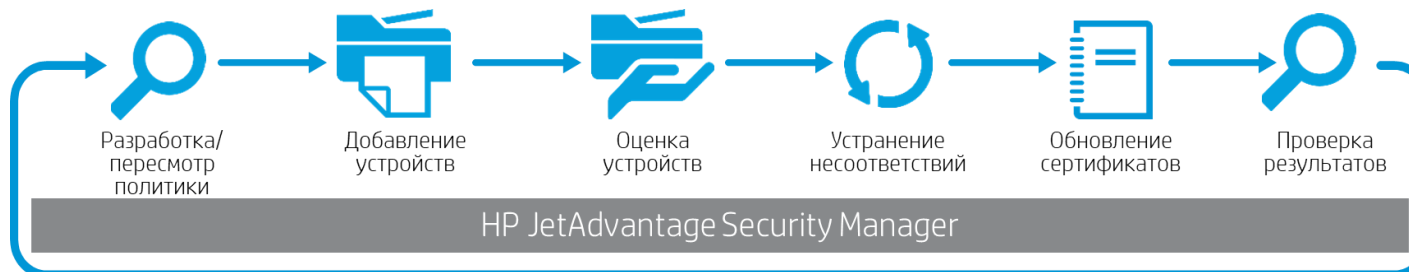 Разработка/
пересмотр
политики
Добавление
устройств
Оценка
устройств
Устранение
несоответствий
Обновление
сертификатов
Проверка
результатов
HP JetAdvantage Security Manager